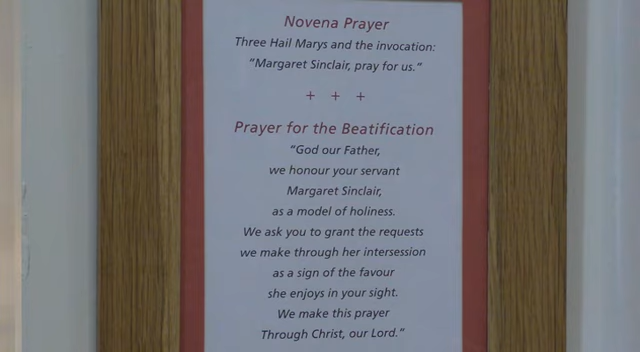 Novena Prayer
Three Hail Marys and the invocation:
"Margaret Sinclair, pray for us."
+ + +
Prayer for the Beatification
"God our Father,
we honour your servant
Margaret Sinclair,
as a model of holiness.
We ask you to grant the requests
we make through her intersession
as a sign of the favour
she enjoys in your sight.
We make this prayer
Through Christ, our Lord."